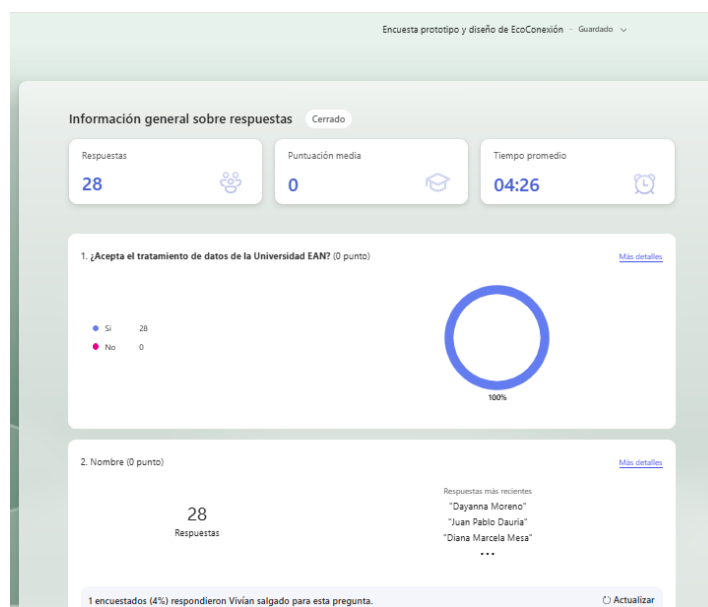 Encuesta prototipo y diseño de EcoConexión - Guardado
Información general sobre respuestas Cerrado
Respuestas
28
Puntuación media
0
Tiempo promedio
04:26
1. ¿Acepta el tratamiento de datos de la Universidad EAN? (0 punto)
Más detalles
Si 28
No 0
100%
2. Nombre (0 punto)
Más detalles
28
Respuestas
Respuestas más recientes
"Dayanna Moreno"
"Juan Pablo Dauria"
"Diana Marcela Mesa"
...
1 encuestados (4%) respondieron Vivían salgado para esta pregunta.
Actualizar